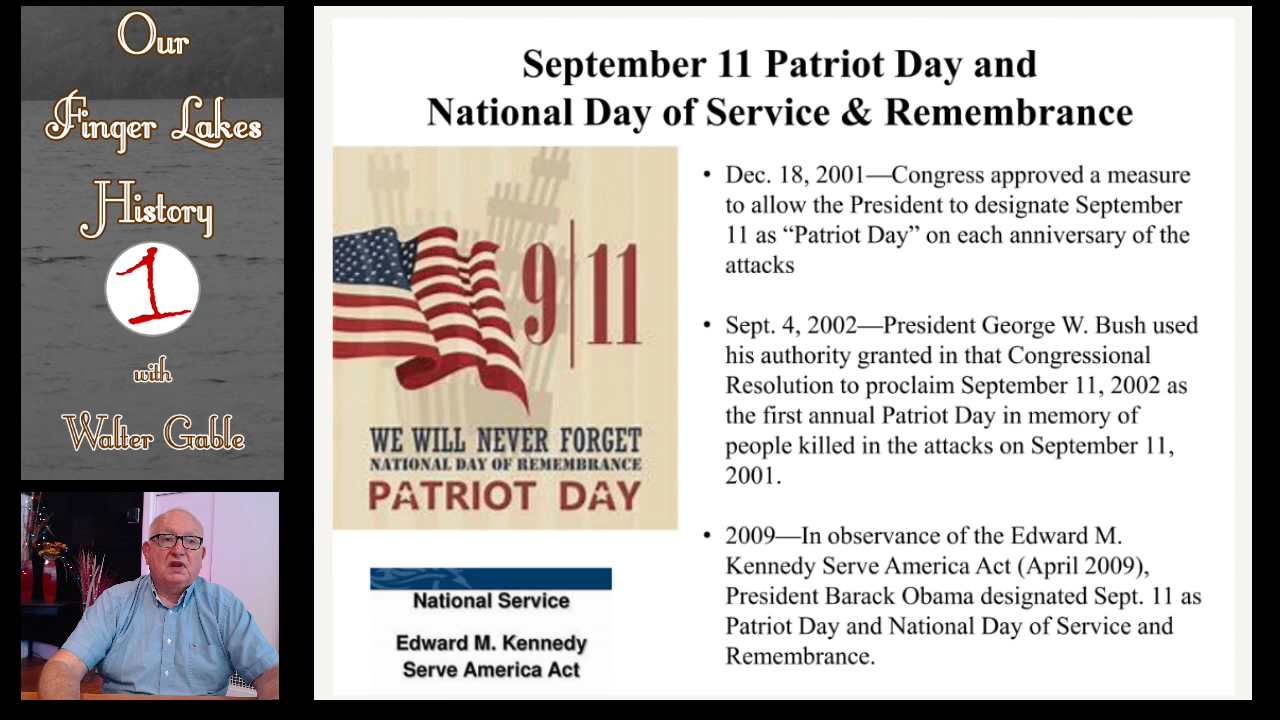 Our
Finger Lakes
History
1
with
Walter Gable
September 11 Patriot Day and
National Day of Service & Remembrance
9|11
WE WILL NEVER FORGET
NATIONAL DAY OF REMEMBRANCE
PATRIOT DAY
National Service
Edward M. Kennedy
Serve America Act
• Dec. 18, 2001—Congress approved a measure
to allow the President to designate September
11 as “Patriot Day” on each anniversary of the
attacks
• Sept. 4, 2002—President George W. Bush used
his authority granted in that Congressional
Resolution to proclaim September 11, 2002 as
the first annual Patriot Day in memory of
people killed in the attacks on September 11,
2001.
• 2009—In observance of the Edward M.
Kennedy Serve America Act (April 2009),
President Barack Obama designated Sept. 11 as
Patriot Day and National Day of Service and
Remembrance.